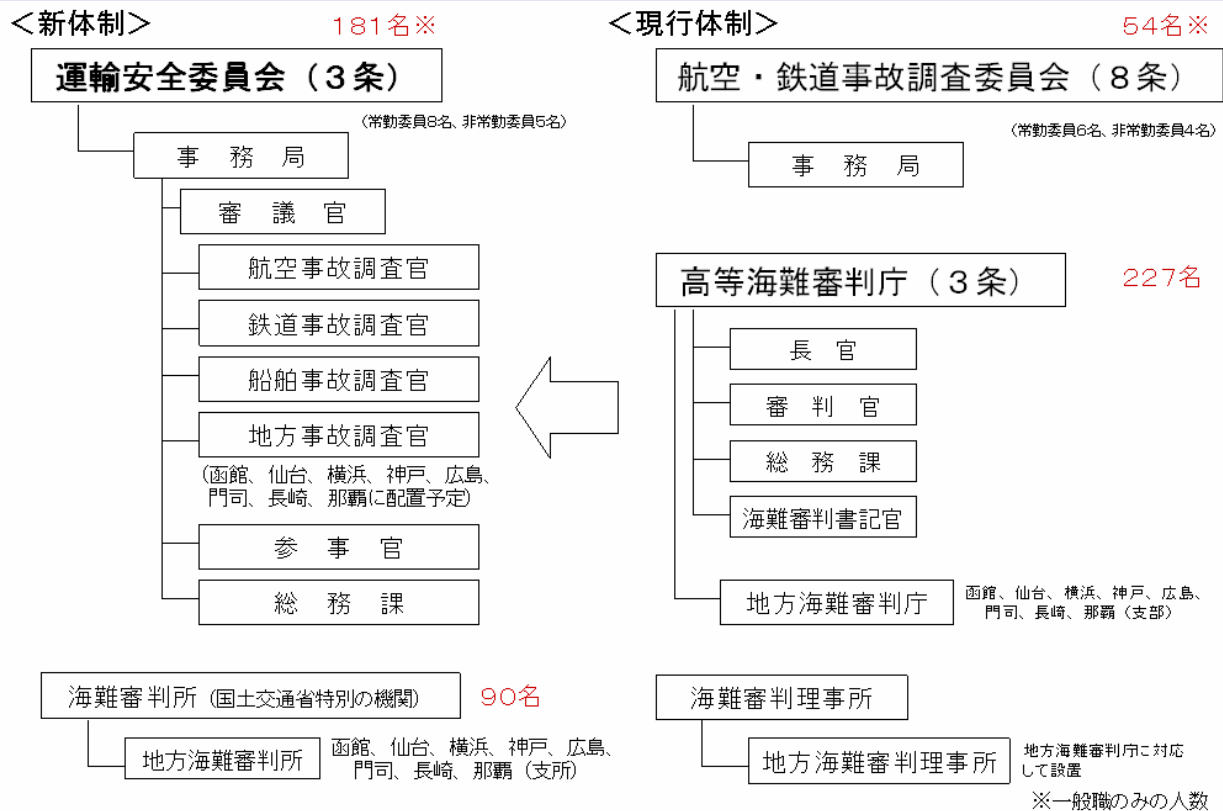 ＜新体制＞
181名※
運輸安全委員会（３条）
(常勤委員8名、非常勤委員5名)
事務局
審議官
航空事故調査官
鉄道事故調査官
船舶事故調査官
地方事故調査官
(函館、仙台、横浜、神戸、広島、
門司、長崎、那覇に配置予定)
参事官
総務課
海難審判所（国土交通省特別の機関）
90名
地方海難審判所
函館、仙台、横浜、神戸、広島、
門司、長崎、那覇（支所）
＜現行体制＞
54名※
航空・鉄道事故調査委員会（８条）
(常勤委員6名、非常勤委員4名)
事務局
高等海難審判庁（３条）
227名
長官
審判官
総務課
海難審判書記官
地方海難審判庁
函館、仙台、横浜、神戸、広島、
門司、長崎、那覇（支部）
海難審判理事所
地方海難審判理事所
地方海難審判庁に対応
して設置
※一般職のみの人数